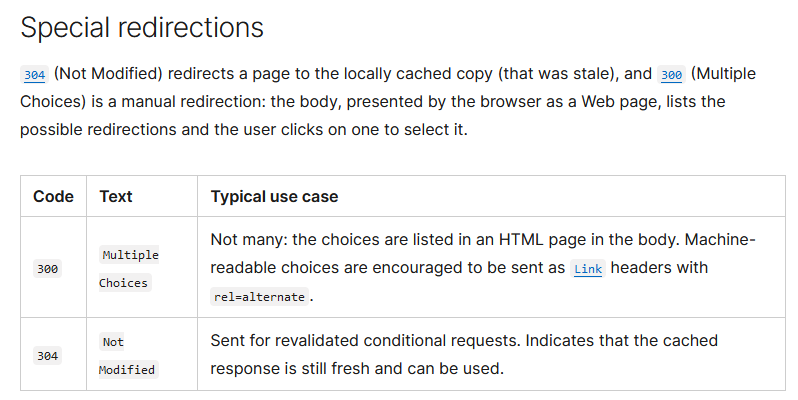 Special redirections
304 (Not Modified) redirects a page to the locally cached copy (that was stale), and 300 (Multiple
Choices) is a manual redirection: the body, presented by the browser as a Web page, lists the
possible redirections and the user clicks on one to select it.
Code Text Typical use case
300 Multiple Choices Not many: the choices are listed in an HTML page in the body. Machine-
readable choices are encouraged to be sent as Link headers with
rel=alternate.
304 Not Modified Sent for revalidated conditional requests. Indicates that the cached
response is still fresh and can be used.